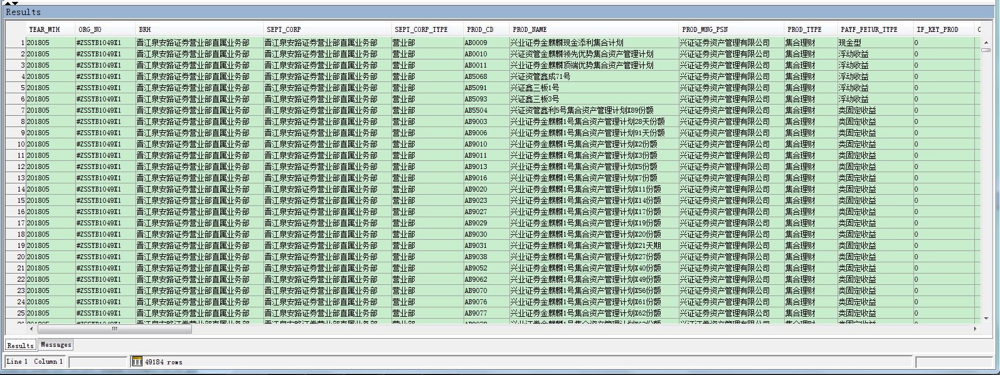 Results
YEAR_MTH ORG_NO BRH SEPT_CORP SEPT_CORP_TYPE PROD_CD PROD_NAME PROD_MNG_PSN PROD_TYPE PAYF_FETUR_TYPE IF_KEY_PROD
1 201805 #ZSSYB1049X1 晋江泉安路证券营业部直属业务部 晋江泉安路证券营业部直属业务部 营业部 AB0009 兴业证券金麒麟现金添利集合计划 兴证证券资产管理有限公司 集合理财 现金型 0
2 201805 #ZSSYB1049X1 晋江泉安路证券营业部直属业务部 晋江泉安路证券营业部直属业务部 营业部 AB0010 兴证资管金麒麟领先优势集合资产管理计划 兴证证券资产管理有限公司 集合理财 浮动收益 0
3 201805 #ZSSYB1049X1 晋江泉安路证券营业部直属业务部 晋江泉安路证券营业部直属业务部 营业部 AB0011 兴业证券金麒麟顶端优势集合资产管理计划 兴证证券资产管理有限公司 集合理财 浮动收益 0
4 201805 #ZSSYB1049X1 晋江泉安路证券营业部直属业务部 晋江泉安路证券营业部直属业务部 营业部 AB5068 兴证资管鑫成71号 兴证证券资产管理有限公司 集合理财 浮动收益 0
5 201805 #ZSSYB1049X1 晋江泉安路证券营业部直属业务部 晋江泉安路证券营业部直属业务部 营业部 AB5091 兴证鑫三板1号 兴证证券资产管理有限公司 集合理财 浮动收益 0
6 201805 #ZSSYB1049X1 晋江泉安路证券营业部直属业务部 晋江泉安路证券营业部直属业务部 营业部 AB5093 兴证鑫三板3号 兴证证券资产管理有限公司 集合理财 浮动收益 0
7 201805 #ZSSYB1049X1 晋江泉安路证券营业部直属业务部 晋江泉安路证券营业部直属业务部 营业部 AB5504 兴证资管鑫利5号集合资产管理计划X89份额 兴证证券资产管理有限公司 集合理财 类固定收益 0
8 201805 #ZSSYB1049X1 晋江泉安路证券营业部直属业务部 晋江泉安路证券营业部直属业务部 营业部 AB9003 兴业证券金麒麟1号集合资产管理计划28天份额 兴证证券资产管理有限公司 集合理财 类固定收益 0
9 201805 #ZSSYB1049X1 晋江泉安路证券营业部直属业务部 晋江泉安路证券营业部直属业务部 营业部 AB9006 兴业证券金麒麟1号集合资产管理计划91天份额 兴证证券资产管理有限公司 集合理财 类固定收益 0
10 201805 #ZSSYB1049X1 晋江泉安路证券营业部直属业务部 晋江泉安路证券营业部直属业务部 营业部 AB9010 兴业证券金麒麟1号集合资产管理计划X2份额 兴证证券资产管理有限公司 集合理财 类固定收益 0
11 201805 #ZSSYB1049X1 晋江泉安路证券营业部直属业务部 晋江泉安路证券营业部直属业务部 营业部 AB9011 兴业证券金麒麟1号集合资产管理计划X3份额 兴证证券资产管理有限公司 集合理财 类固定收益 0
12 201805 #ZSSYB1049X1 晋江泉安路证券营业部直属业务部 晋江泉安路证券营业部直属业务部 营业部 AB9013 兴业证券金麒麟1号集合资产管理计划X5份额 兴证证券资产管理有限公司 集合理财 类固定收益 0
13 201805 #ZSSYB1049X1 晋江泉安路证券营业部直属业务部 晋江泉安路证券营业部直属业务部 营业部 AB9016 兴业证券金麒麟1号集合资产管理计划X7份额 兴证证券资产管理有限公司 集合理财 类固定收益 0
14 201805 #ZSSYB1049X1 晋江泉安路证券营业部直属业务部 晋江泉安路证券营业部直属业务部 营业部 AB9020 兴业证券金麒麟1号集合资产管理计划X11份额 兴证证券资产管理有限公司 集合理财 类固定收益 0
15 201805 #ZSSYB1049X1 晋江泉安路证券营业部直属业务部 晋江泉安路证券营业部直属业务部 营业部 AB9023 兴业证券金麒麟1号集合资产管理计划X14份额 兴证证券资产管理有限公司 集合理财 类固定收益 0
16 201805 #ZSSYB1049X1 晋江泉安路证券营业部直属业务部 晋江泉安路证券营业部直属业务部 营业部 AB9027 兴业证券金麒麟1号集合资产管理计划X17份额 兴证证券资产管理有限公司 集合理财 类固定收益 0
17 201805 #ZSSYB1049X1 晋江泉安路证券营业部直属业务部 晋江泉安路证券营业部直属业务部 营业部 AB9029 兴业证券金麒麟1号集合资产管理计划X19份额 兴证证券资产管理有限公司 集合理财 类固定收益 0
18 201805 #ZSSYB1049X1 晋江泉安路证券营业部直属业务部 晋江泉安路证券营业部直属业务部 营业部 AB9030 兴业证券金麒麟1号集合资产管理计划X20份额 兴证证券资产管理有限公司 集合理财 类固定收益 0
19 201805 #ZSSYB1049X1 晋江泉安路证券营业部直属业务部 晋江泉安路证券营业部直属业务部 营业部 AB9031 兴业证券金麒麟1号集合资产管理计划X21天期 兴证证券资产管理有限公司 集合理财 类固定收益 0
20 201805 #ZSSYB1049X1 晋江泉安路证券营业部直属业务部 晋江泉安路证券营业部直属业务部 营业部 AB9038 兴业证券金麒麟1号集合资产管理计划X27份额 兴证证券资产管理有限公司 集合理财 类固定收益 0
21 201805 #ZSSYB1049X1 晋江泉安路证券营业部直属业务部 晋江泉安路证券营业部直属业务部 营业部 AB9052 兴业证券金麒麟1号集合资产管理计划X40份额 兴证证券资产管理有限公司 集合理财 类固定收益 0
22 201805 #ZSSYB1049X1 晋江泉安路证券营业部直属业务部 晋江泉安路证券营业部直属业务部 营业部 AB9062 兴业证券金麒麟1号集合资产管理计划X49份额 兴证证券资产管理有限公司 集合理财 类固定收益 0
23 201805 #ZSSYB1049X1 晋江泉安路证券营业部直属业务部 晋江泉安路证券营业部直属业务部 营业部 AB9070 兴业证券金麒麟1号集合资产管理计划X56份额 兴证证券资产管理有限公司 集合理财 类固定收益 0
24 201805 #ZSSYB1049X1 晋江泉安路证券营业部直属业务部 晋江泉安路证券营业部直属业务部 营业部 AB9076 兴业证券金麒麟1号集合资产管理计划X61份额 兴证证券资产管理有限公司 集合理财 类固定收益 0
25 201805 #ZSSYB1049X1 晋江泉安路证券营业部直属业务部 晋江泉安路证券营业部直属业务部 营业部 AB9077 兴业证券金麒麟1号集合资产管理计划X62份额 兴证证券资产管理有限公司 集合理财 类固定收益 0
Results Messages
Line 1 Column 1 49184 rows